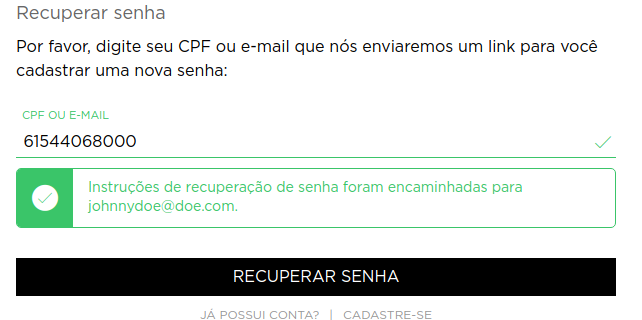 Recuperar senha
Por favor, digite seu CPF ou e-mail que nós enviaremos um link para você
cadastrar uma nova senha:
CPF OU E-MAIL
61544068000
Instruções de recuperação de senha foram encaminhadas para
johnnydoe@doe.com.
RECUPERAR SENHA
JÁ POSSUI CONTA? | CADASTRE-SE